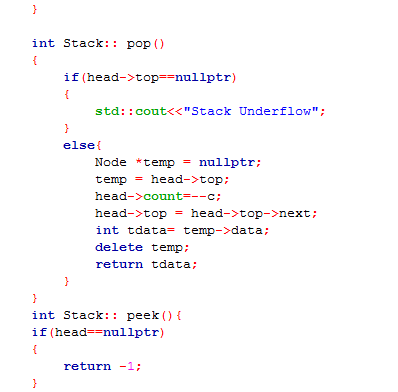 }
int Stack:: pop()
{
if(head->top==nullptr)
{
std::cout<<"Stack Underflow";
}
else{
Node *temp = nullptr;
temp = head->top;
head->count=--c;
head->top = head->top->next;
int tdata= temp->data;
delete temp;
return tdata;
}
}
int Stack:: peek(){
if(head==nullptr)
{
return -1;
}